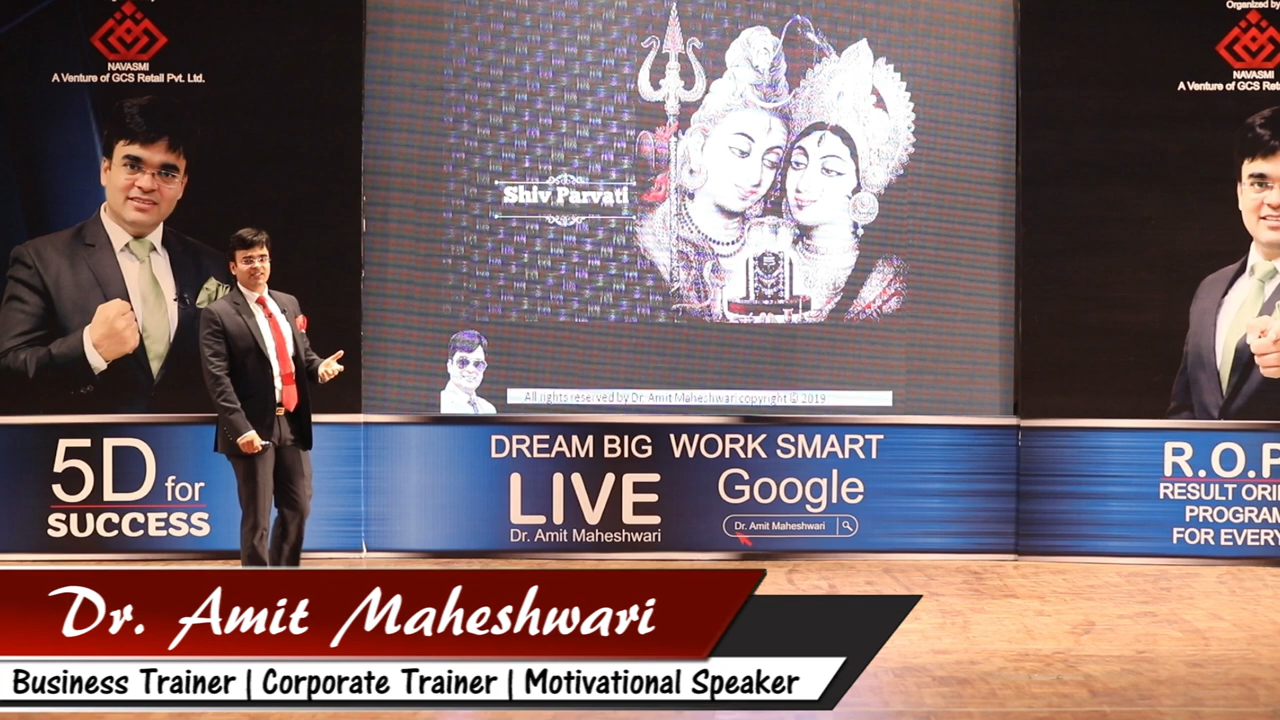 NAVASMI
A Venture of GCS Retail Pvt. Ltd.
Organized by
NAVASMI
A Venture of GCS Reta
Shiv Parvati
All rights reserved by Dr. Amit Maheshwari copyright © 2019
5D for
SUCCESS
DREAM BIG WORK SMART
LIVE
Dr. Amit Maheshwari
Google
Dr. Amit Maheshwari
R.O.P
RESULT ORI
PROGRAM
FOR EVERY
Dr. Amit Maheshwari
Business Trainer | Corporate Trainer | Motivational Speaker